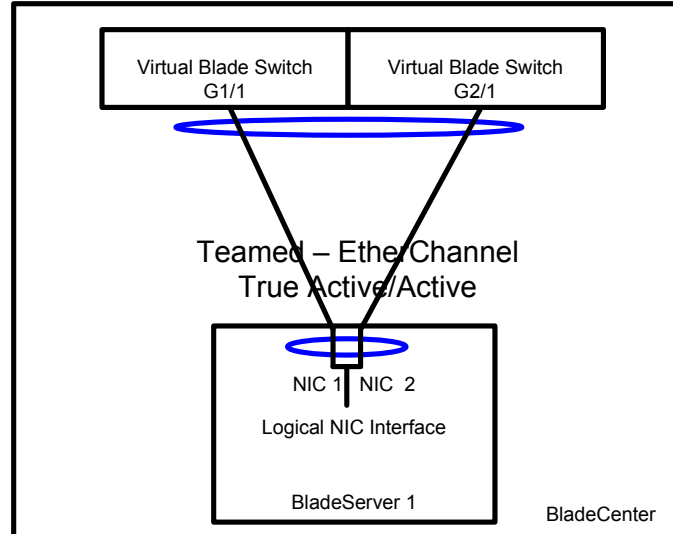 Virtual Blade Switch
G1/1
Virtual Blade Switch
G2/1
Teamed – EtherChannel
True Active/Active
NIC 1
NIC 2
Logical NIC Interface
BladeServer 1
BladeCenter